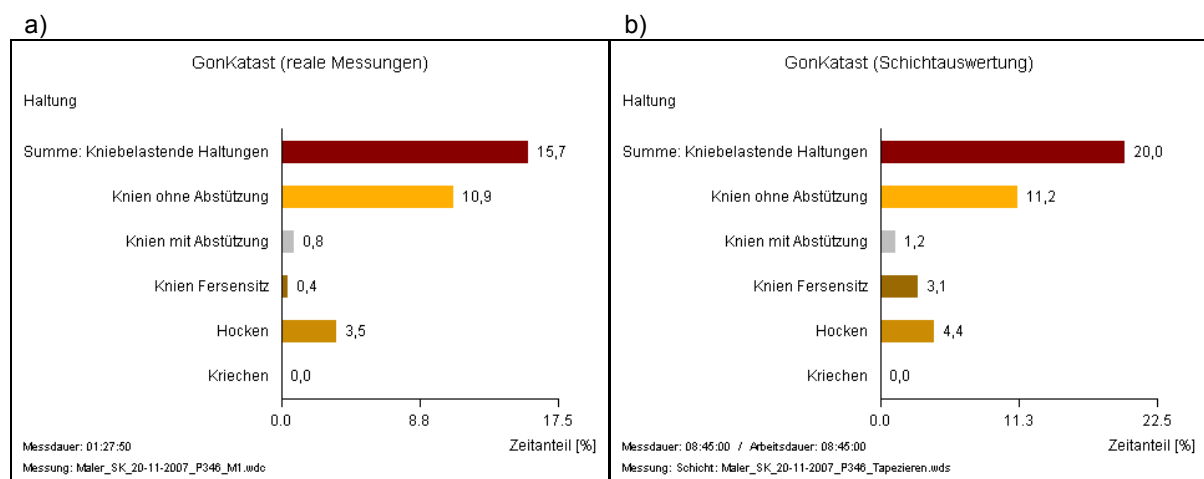 a)
GonKatast (reale Messungen)
Haltung
Summe: Kniebelastende Haltungen 15,7
Knien ohne Abstützung 10,9
Knien mit Abstützung 0,8
Knien Fersensitz 0,4
Hocken 3,5
Kriechen 0,0
0.0 8.8 17.5
Messdauer: 01:27:50 Zeitanteil [%]
Messung: Maler_SK_20-11-2007_P346_M1.wdc
b)
GonKatast (Schichtauswertung)
Haltung
Summe: Kniebelastende Haltungen 20,0
Knien ohne Abstützung 11,2
Knien mit Abstützung 1,2
Knien Fersensitz 3,1
Hocken 4,4
Kriechen 0,0
0.0 11.3 22.5
Messdauer: 08:45:00 / Arbeitsdauer: 08:45:00 Zeitanteil [%]
Messung: Schicht: Maler_SK_20-11-2007_P346_Tapezieren.wds